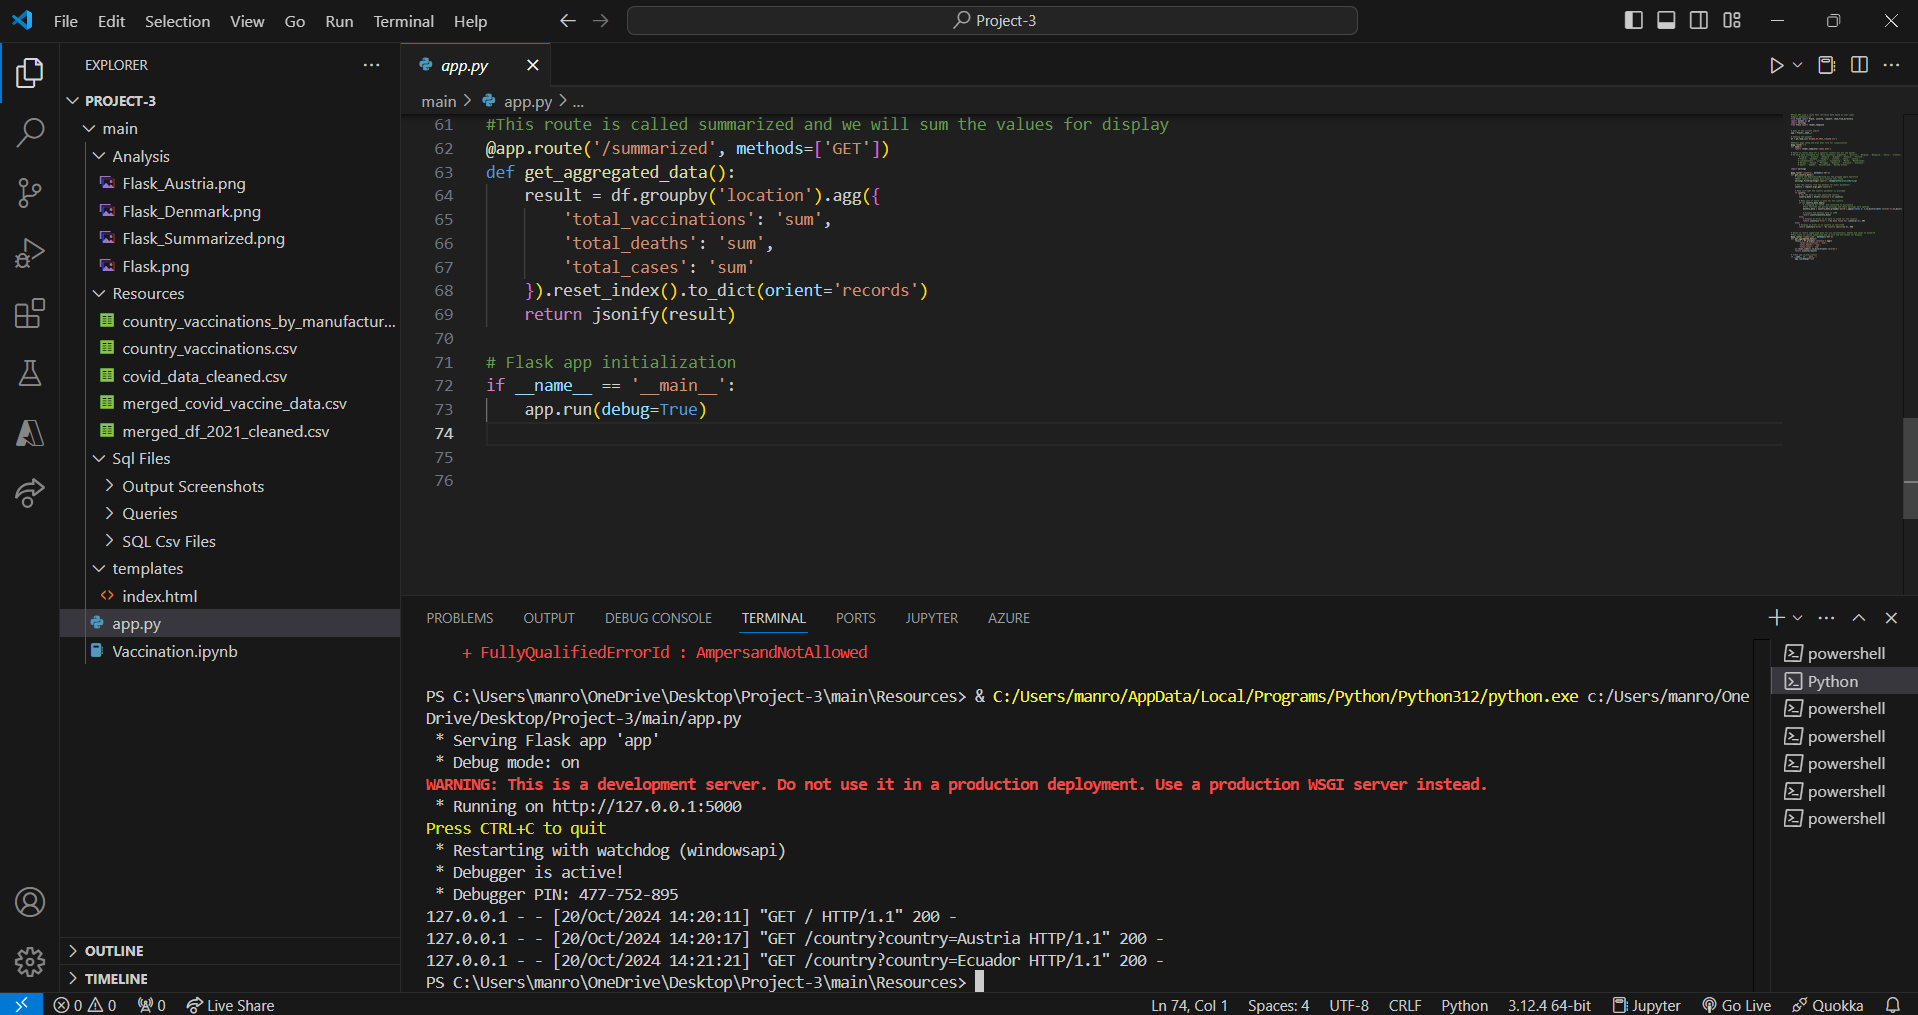 File Edit Selection View Go Run Terminal Help
Project-3
EXPLORER
PROJECT-3
main
Analysis
Flask_Austria.png
Flask_Denmark.png
Flask_Summarized.png
Flask.png
Resources
country_vaccinations_by_manufactur...
country_vaccinations.csv
covid_data_cleaned.csv
merged_covid_vaccine_data.csv
merged_df_2021_cleaned.csv
Sql Files
Output Screenshots
Queries
SQL Csv Files
templates
index.html
app.py
Vaccination.ipynb
OUTLINE
TIMELINE
app.py
main > app.py > ...
61 #This route is called summarized and we will sum the values for display
62 @app.route('/summarized', methods=['GET'])
63 def get_aggregated_data():
64 result = df.groupby('location').agg({
65 'total_vaccinations': 'sum',
66 'total_deaths': 'sum',
67 'total_cases': 'sum'
68 }).reset_index().to_dict(orient='records')
69 return jsonify(result)
70
71 # Flask app initialization
72 if __name__ == '__main__':
73 app.run(debug=True)
74
75
76
PROBLEMS OUTPUT DEBUG CONSOLE TERMINAL PORTS JUPYTER AZURE
+ FullyQualifiedErrorId : AmpersandNotAllowed
PS C:\Users\manro\OneDrive\Desktop\Project-3\main\Resources> & C:/Users/manro/AppData/Local/Programs/Python/Python312/python.exe c:/Users/manro/One
Drive/Desktop/Project-3/main/app.py
* Serving Flask app 'app'
* Debug mode: on
WARNING: This is a development server. Do not use it in a production deployment. Use a production WSGI server instead.
* Running on http://127.0.0.1:5000
Press CTRL+C to quit
* Restarting with watchdog (windowsapi)
* Debugger is active!
* Debugger PIN: 477-752-895
127.0.0.1 - - [20/Oct/2024 14:20:11] "GET / HTTP/1.1" 200 -
127.0.0.1 - - [20/Oct/2024 14:20:17] "GET /country?country=Austria HTTP/1.1" 200 -
127.0.0.1 - - [20/Oct/2024 14:21:21] "GET /country?country=Ecuador HTTP/1.1" 200 -
PS C:\Users\manro\OneDrive\Desktop\Project-3\main\Resources>
powershell
Python
powershell
powershell
powershell
powershell
powershell
0 0 0 Live Share Ln 74, Col 1 Spaces: 4 UTF-8 CRLF Python 3.12.4 64-bit Jupyter Go Live Quokka